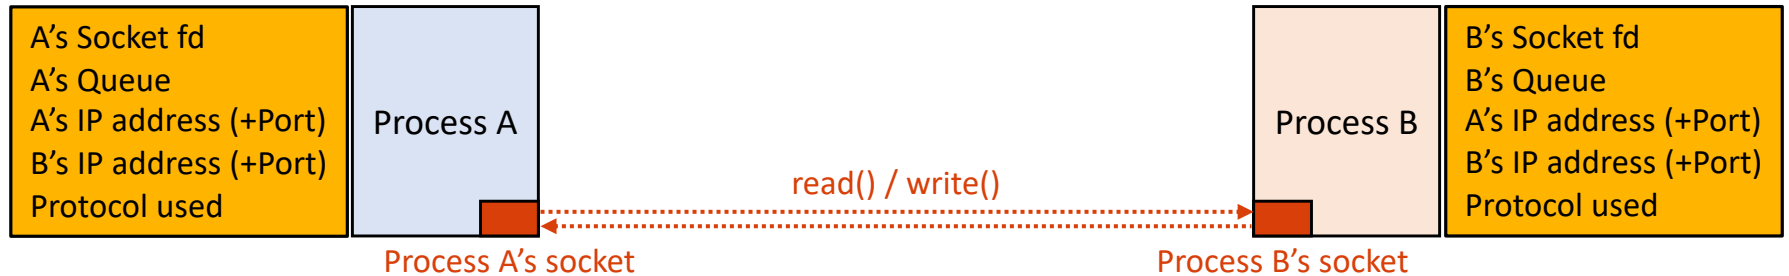 A’s Socket fd
A’s Queue
A’s IP address (+Port)
B’s IP address (+Port)
Protocol used
Process A
Process A’s socket
read() / write()
Process B
Process B’s socket
B’s Socket fd
B’s Queue
A’s IP address (+Port)
B’s IP address (+Port)
Protocol used